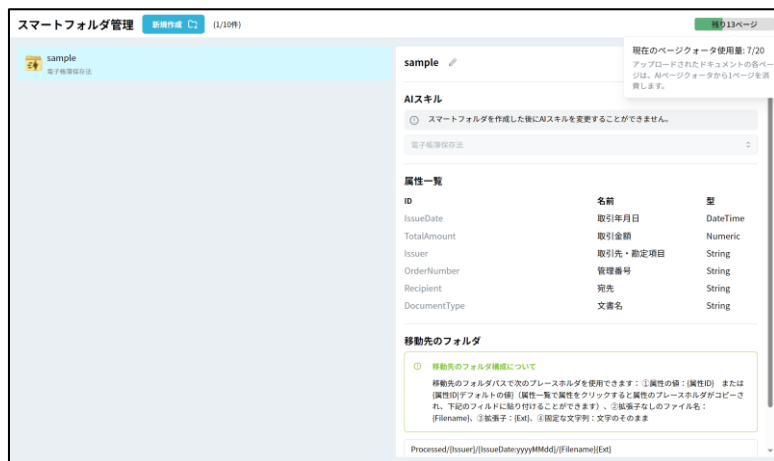 スマートフォルダ管理 新規作成 (1/10件) 残り13ページ
現在のページクォータ使用量: 7/20
アップロードされたドキュメントの各ペー
ジは、AIページクォータから1ページを消
費します。
sample
電子帳簿保存法
sample
AIスキル
スマートフォルダを作成した後にAIスキルを変更することができません。
電子帳簿保存法
属性一覧
ID 名前 型
IssueDate 取引年月日 DateTime
TotalAmount 取引金額 Numeric
Issuer 取引先・勘定項目 String
OrderNumber 管理番号 String
Recipient 宛先 String
DocumentType 文書名 String
移動先のフォルダ
移動先のフォルダ構成について
移動先のフォルダパスで次のプレースホルダを使用できます： ①属性の値：{属性ID} または
{属性ID|デフォルトの値}（属性一覧で属性をクリックすると属性のプレースホルダがコピーさ
れ、下記のフィールドに貼り付けることができます）、②拡張子なしのファイル名：
{Filename}、③拡張子：{Ext}、④固定な文字列：文字のそのまま
Processed/{Issuer}/{IssueDate:yyyyMMdd}/{Filename}{Ext}